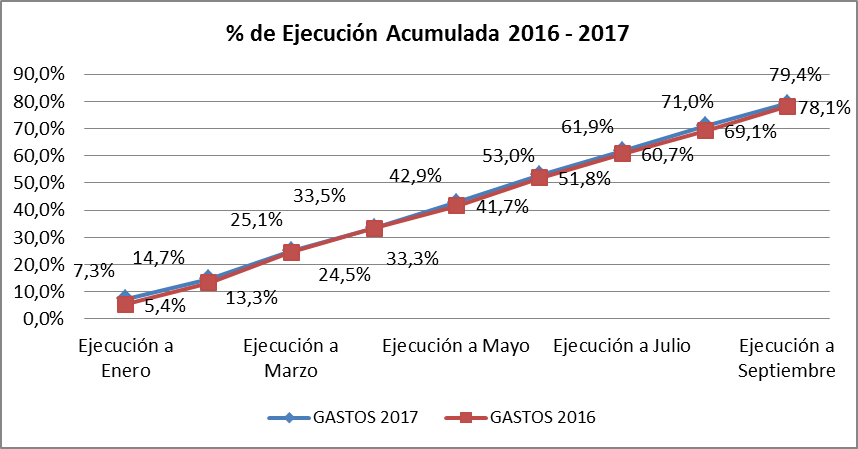 % de Ejecución Acumulada 2016 - 2017
90,0%
80,0%
70,0%
60,0%
50,0%
40,0%
30,0%
20,0%
10,0%
0,0%
7,3%
14,7%
25,1%
33,5%
42,9%
53,0%
61,9%
71,0%
79,4%
5,4%
13,3%
24,5%
33,3%
41,7%
51,8%
60,7%
69,1%
78,1%
Ejecución a
Enero
Ejecución a
Marzo
Ejecución a Mayo
Ejecución a Julio
Ejecución a
Septiembre
GASTOS 2017
GASTOS 2016